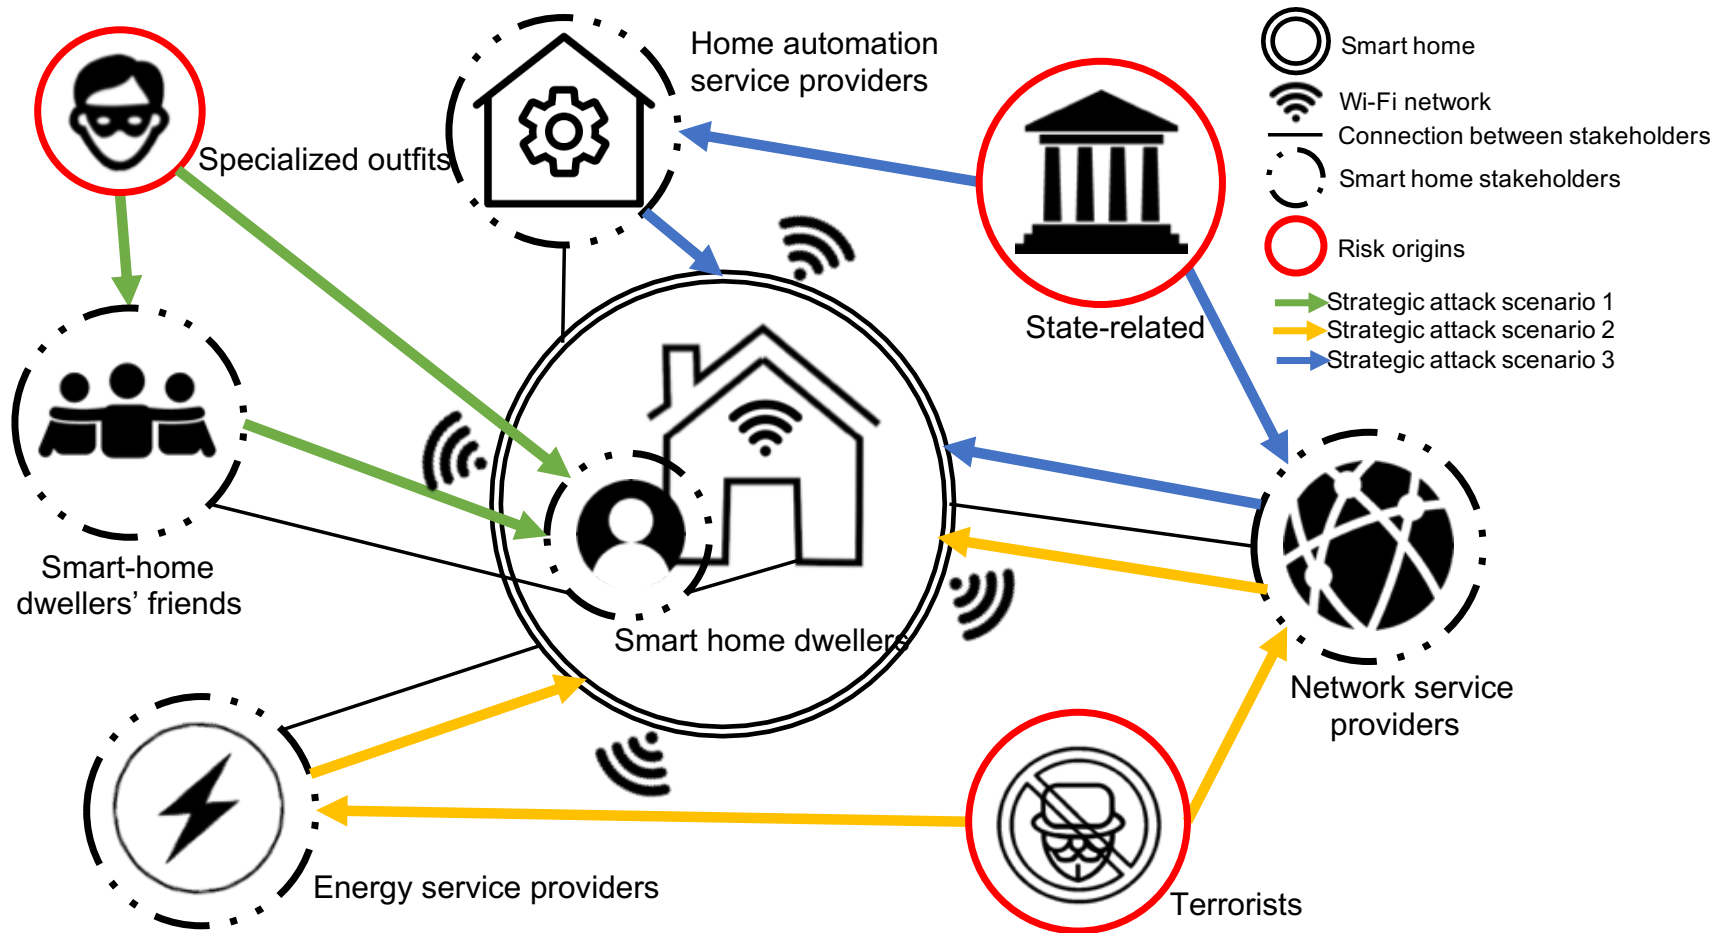 Home automation
service providers
Specialized outfits
State-related
Smart home
Wi-Fi network
Connection between stakeholders
Smart home stakeholders
Risk origins
Strategic attack scenario 1
Strategic attack scenario 2
Strategic attack scenario 3
Smart-home
dwellers’ friends
Smart home dwellers
Network service
providers
Energy service providers
Terrorists